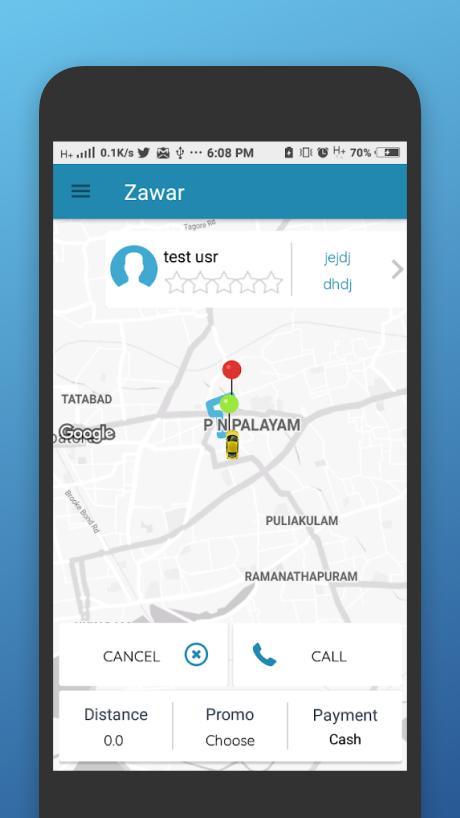 H+ 0.1K/s 6:08 PM H+ 70%
Zawar
Tagore Rd
test usr
jejdj
dhdj
TATABAD
P N PALAYAM
Google
Brooke Bond Rd
PULIAKULAM
RAMANATHAPURAM
CANCEL
CALL
Distance Promo Payment
0.0 Choose Cash